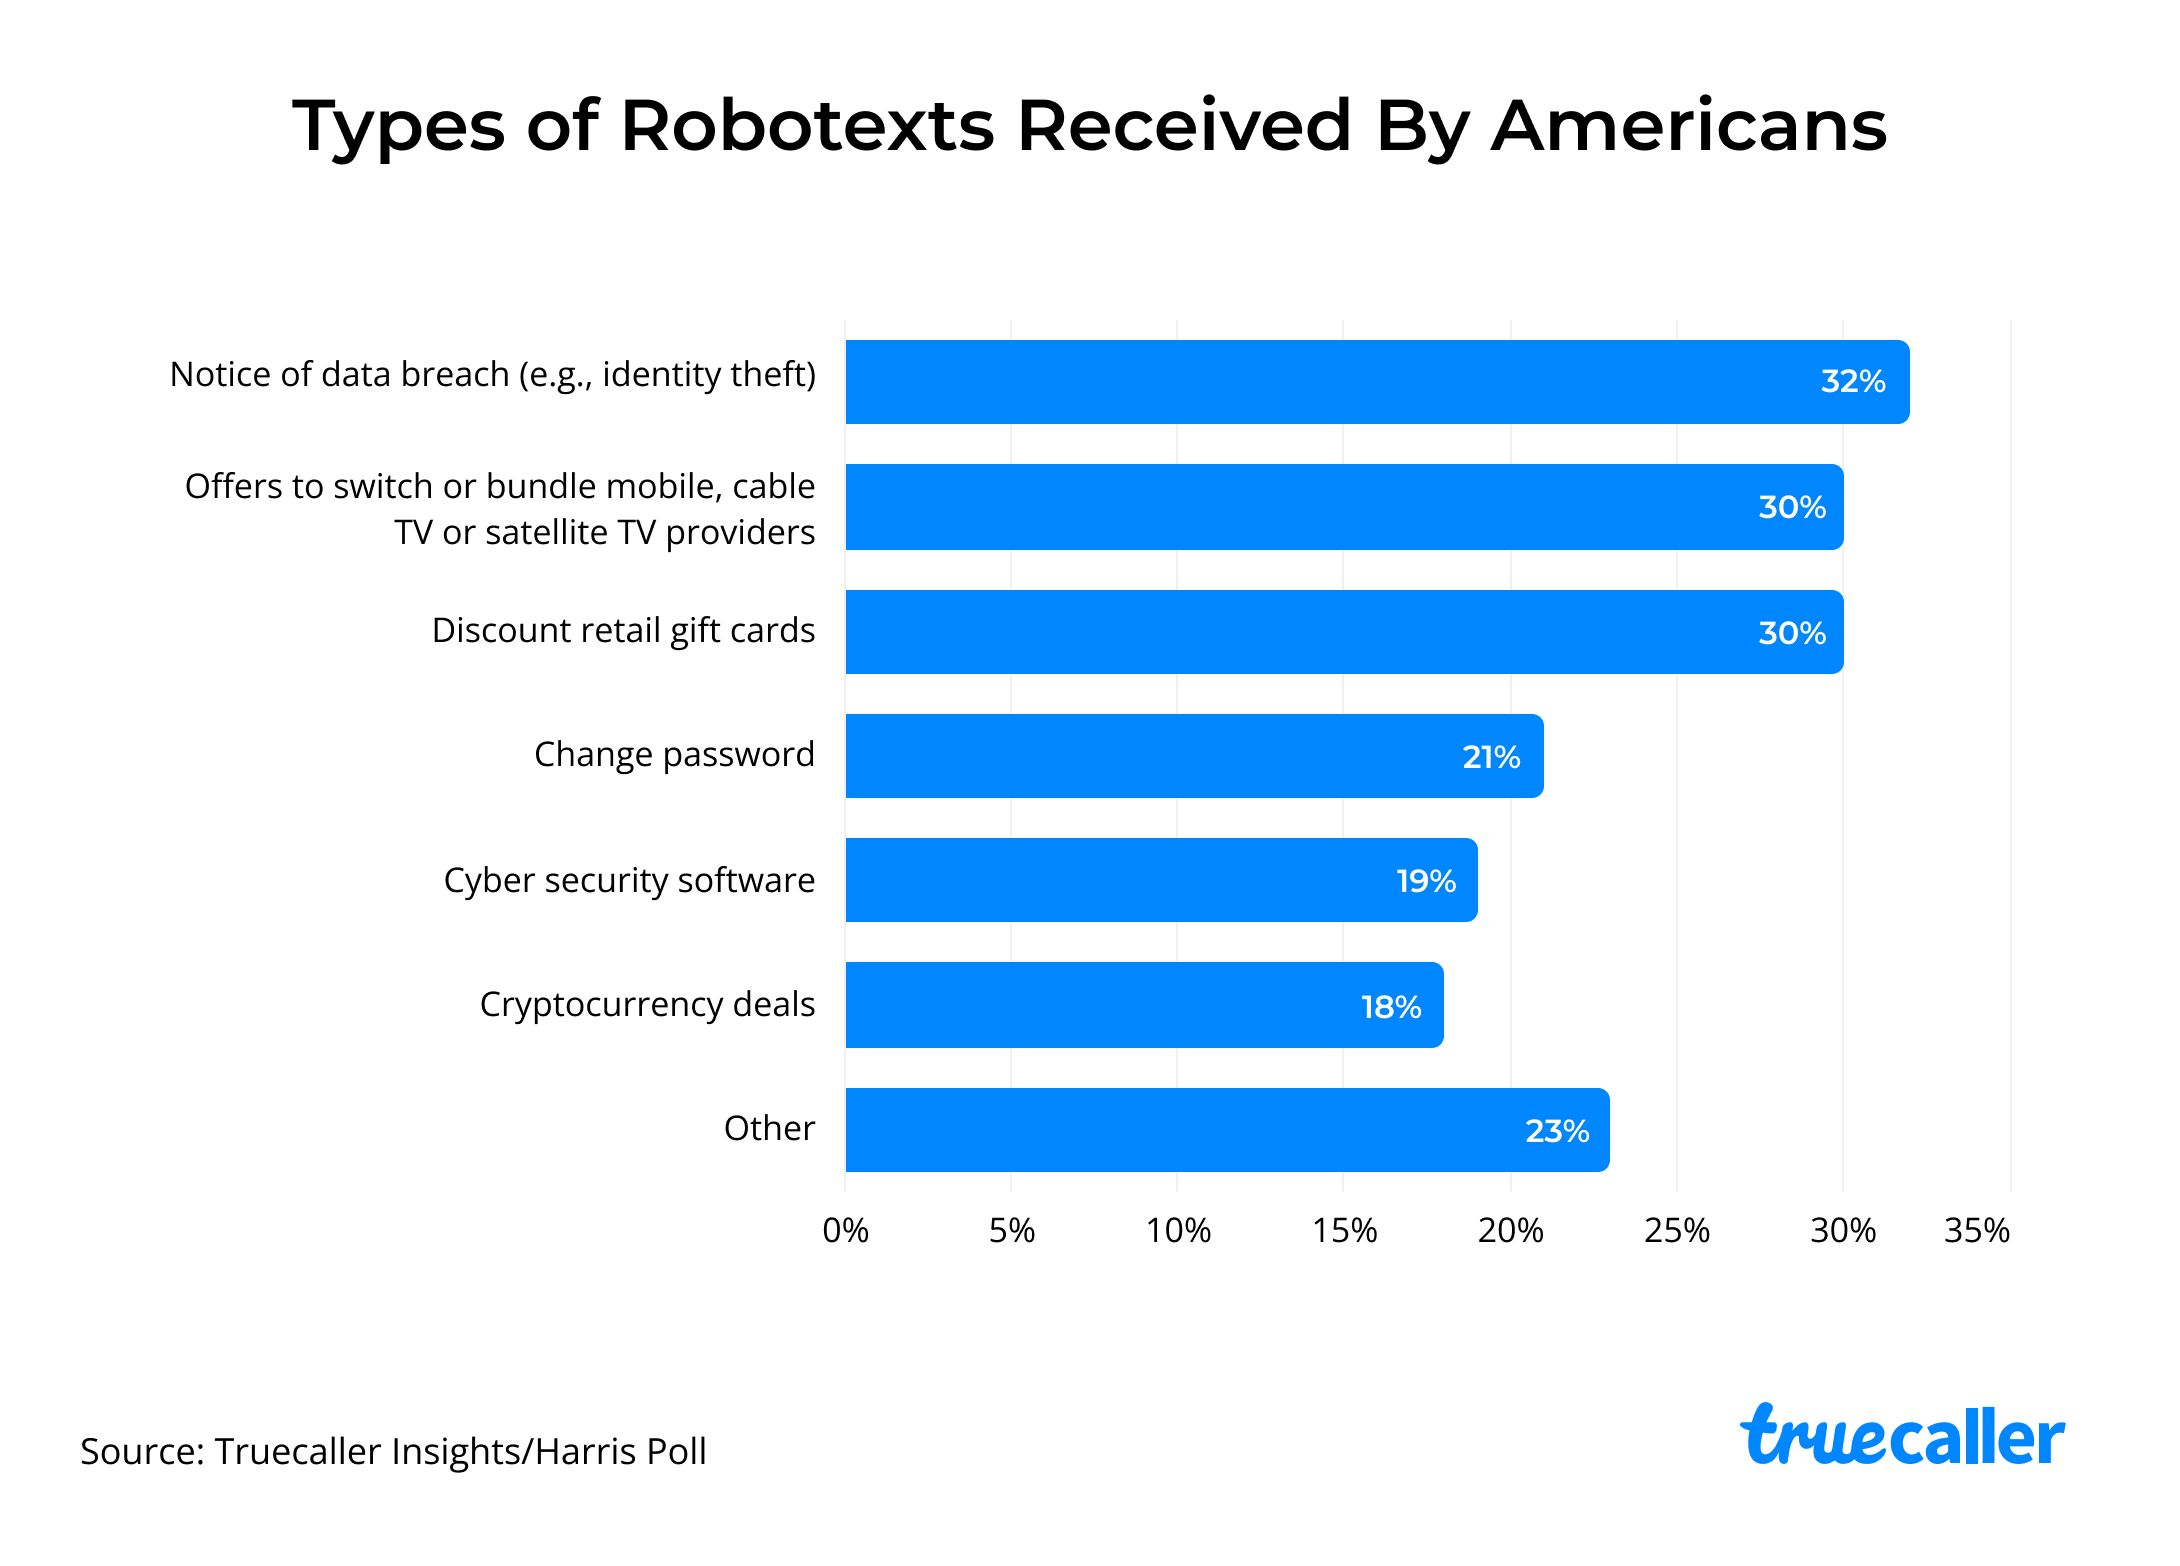 Types of Robotexts Received By Americans
Notice of data breach (e.g., identity theft)
32%
Offers to switch or bundle mobile, cable
TV or satellite TV providers
30%
Discount retail gift cards
30%
Change password
21%
Cyber security software
19%
Cryptocurrency deals
18%
Other
23%
0% 5% 10% 15% 20% 25% 30% 35%
Source: Truecaller Insights/Harris Poll
truecaller